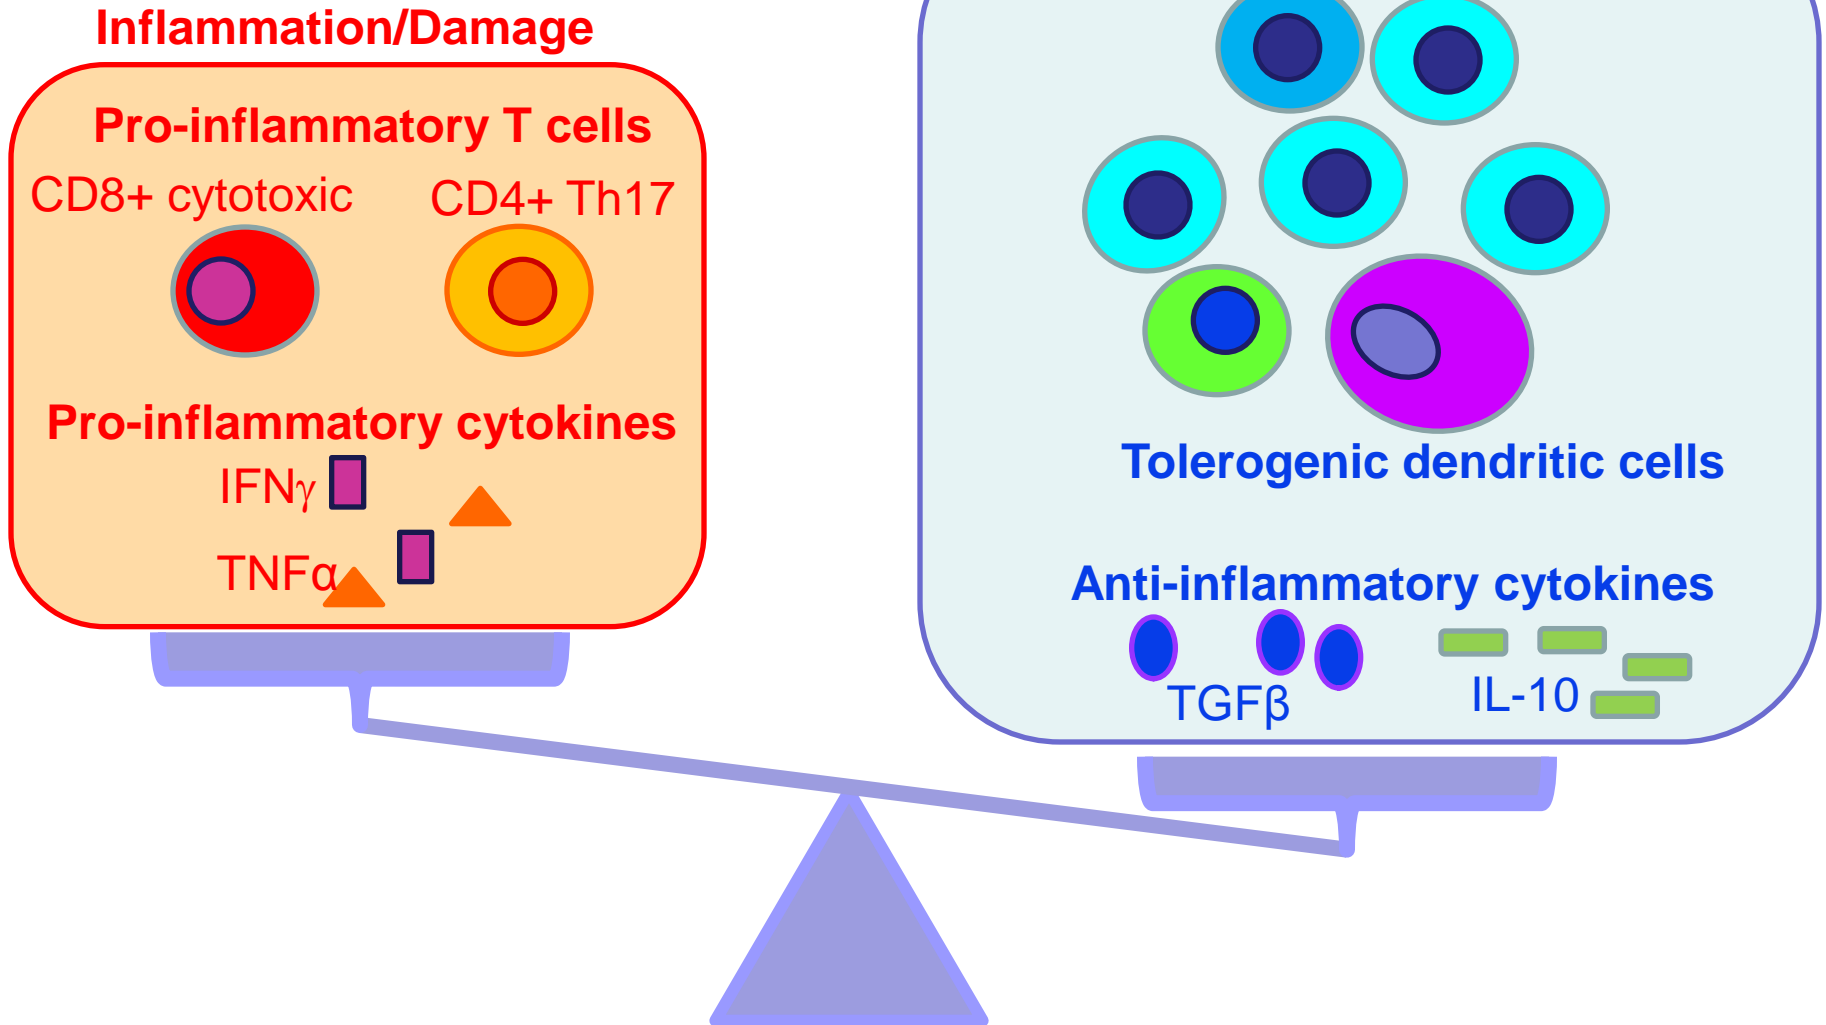 Inflammation/Damage
Pro-inflammatory T cells
CD8+ cytotoxic
CD4+ Th17
Pro-inflammatory cytokines
IFNγ
TNFα
Tolerogenic dendritic cells
Anti-inflammatory cytokines
TGFβ
IL-10